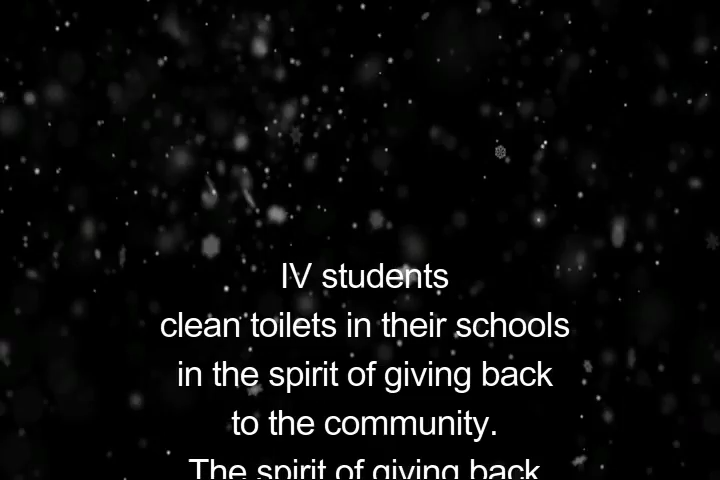 IV students
clean toilets in their schools
in the spirit of giving back
to the community.
The spirit of giving back